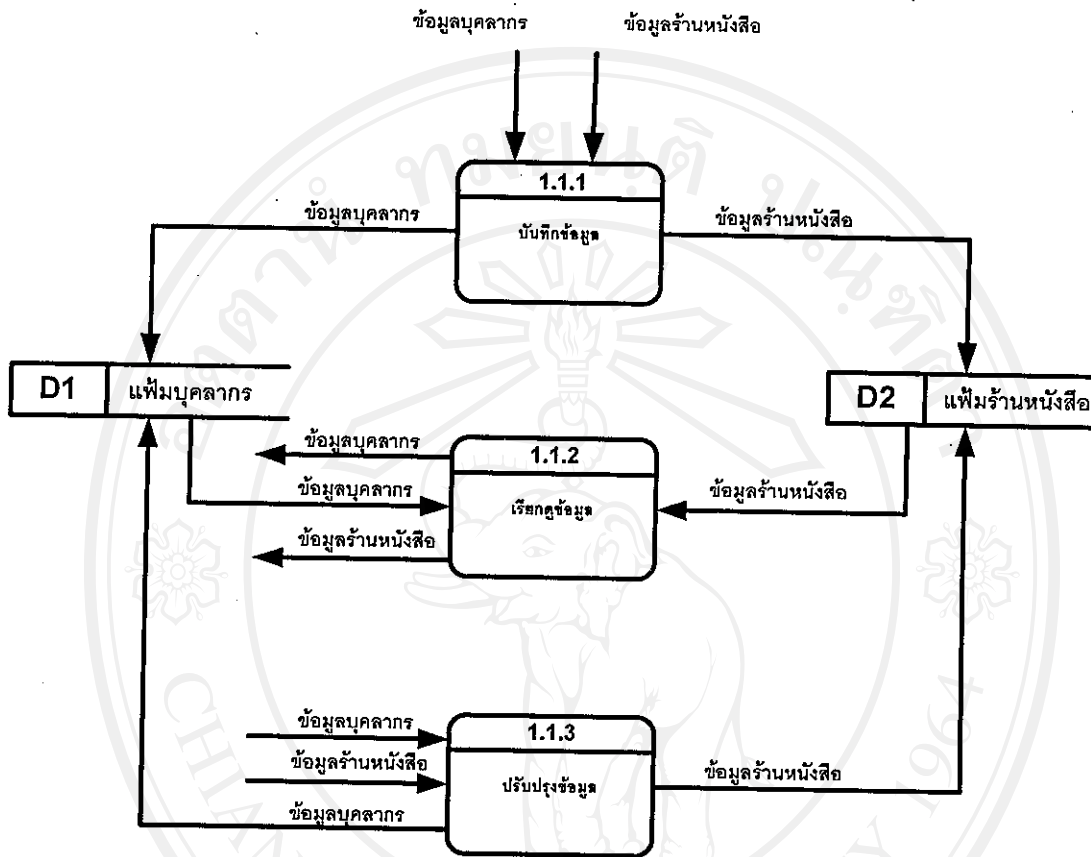 ข้อมูลบุคลากร
ข้อมูลร้านหนังสือ
1.1.1
บันทึกข้อมูล
ข้อมูลบุคลากร
ข้อมูลร้านหนังสือ
D1
แฟ้มบุคลากร
D2
แฟ้มร้านหนังสือ
ข้อมูลบุคลากร
1.1.2
ข้อมูลบุคลากร
เรียกดูข้อมูล
ข้อมูลร้านหนังสือ
ข้อมูลร้านหนังสือ
ข้อมูลบุคลากร
1.1.3
ข้อมูลร้านหนังสือ
ปรับปรุงข้อมูล
ข้อมูลร้านหนังสือ
ข้อมูลบุคลากร
1964